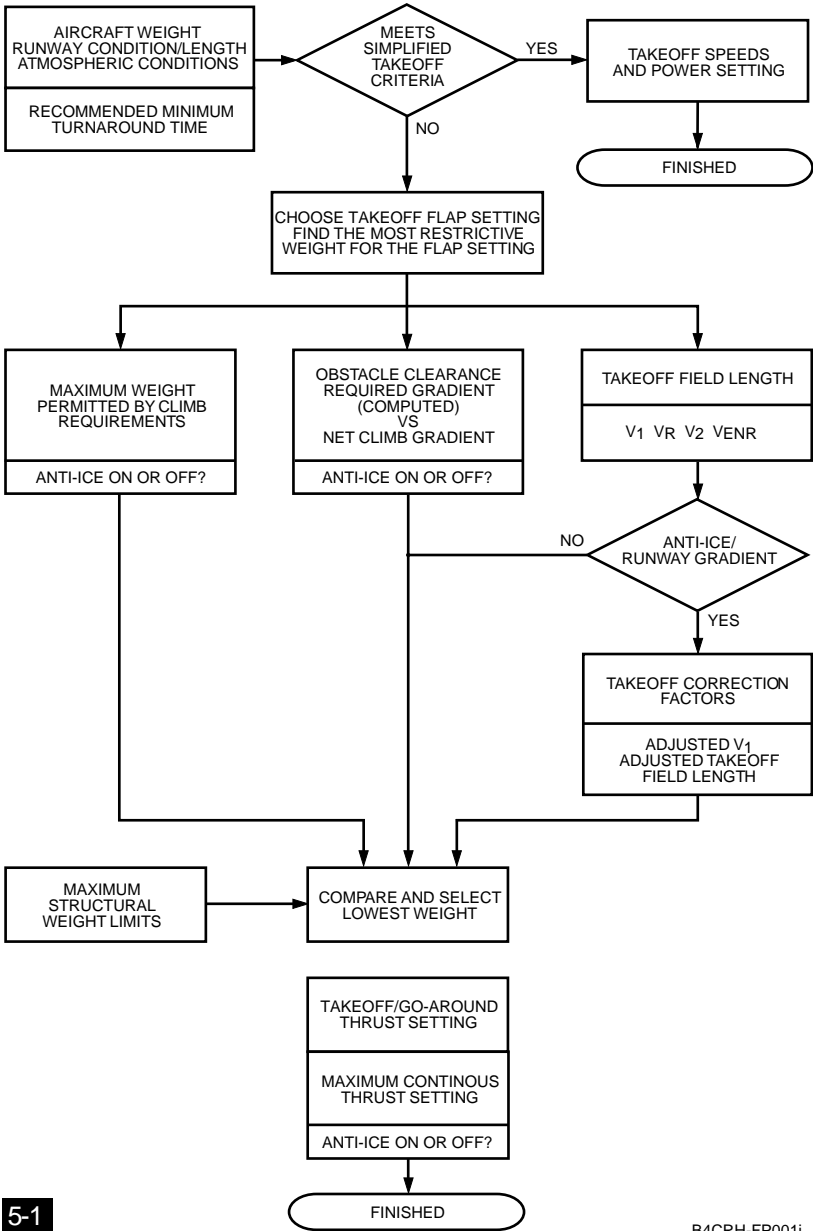 AIRCRAFT WEIGHT
RUNWAY CONDITION/LENGTH
ATMOSPHERIC CONDITIONS
RECOMMENDED MINIMUM
TURNAROUND TIME
MEETS
SIMPLIFIED
TAKEOFF
CRITERIA
YES
TAKEOFF SPEEDS
AND POWER SETTING
FINISHED
NO
CHOOSE TAKEOFF FLAP SETTING
FIND THE MOST RESTRICTIVE
WEIGHT FOR THE FLAP SETTING
MAXIMUM WEIGHT
PERMITTED BY CLIMB
REQUIREMENTS
ANTI-ICE ON OR OFF?
OBSTACLE CLEARANCE
REQUIRED GRADIENT
(COMPUTED)
VS
NET CLIMB GRADIENT
ANTI-ICE ON OR OFF?
TAKEOFF FIELD LENGTH
V1 VR V2 VENR
NO
ANTI-ICE/
RUNWAY GRADIENT
YES
TAKEOFF CORRECTION
FACTORS
ADJUSTED V1
ADJUSTED TAKEOFF
FIELD LENGTH
MAXIMUM
STRUCTURAL
WEIGHT LIMITS
COMPARE AND SELECT
LOWEST WEIGHT
TAKEOFF/GO-AROUND
THRUST SETTING
MAXIMUM CONTINOUS
THRUST SETTING
ANTI-ICE ON OR OFF?
FINISHED
5-1